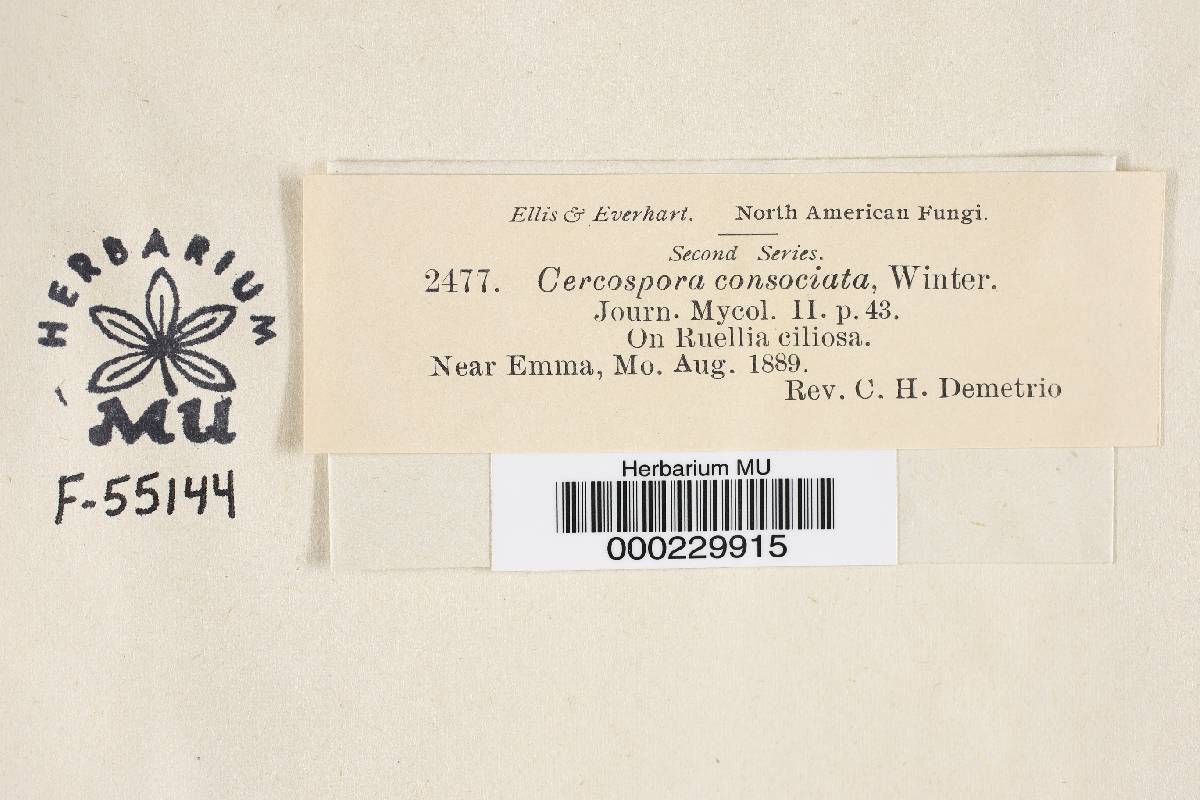 HERBARIUM
MU
F-55144
Ellis & Everhart. North American Fungi.
Second Series.
2477. Cercospora consociata, Winter.
Journ. Mycol. II. p. 43.
On Ruellia ciliosa.
Near Emma, Mo. Aug. 1889.
Rev. C. H. Demetrio
Herbarium MU
000229915